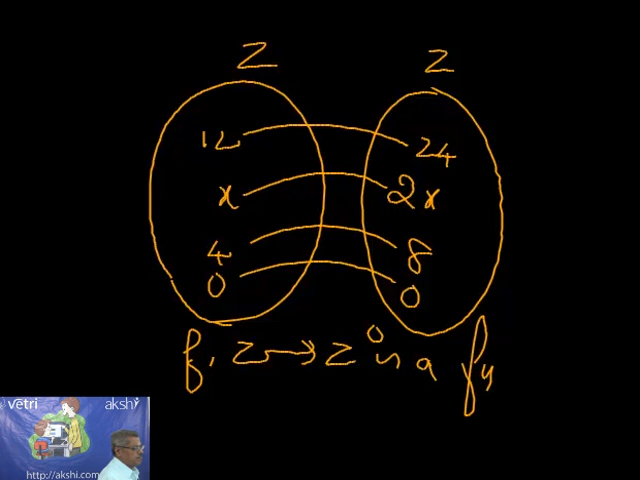 Z Z
12 24
x 2x
4 8
0 0
f: Z → Z is a fn
vetri akshi
http://akshi.com